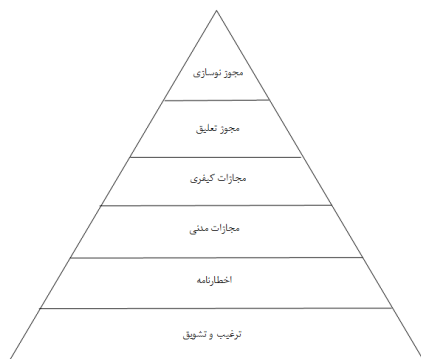 مجوز نوسازی
مجوز تعلیق
مجازات کیفری
مجازات مدنی
اخطارنامه
ترغیب و تشویق